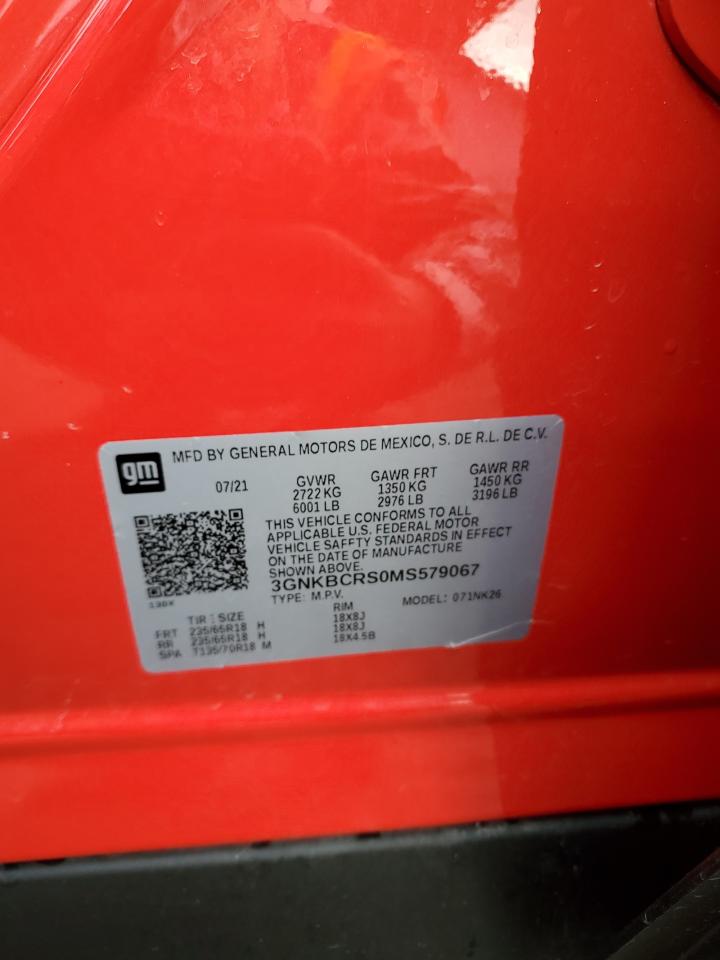 gm
MFD BY GENERAL MOTORS DE MEXICO, S. DE R.L. DE C.V.
07/21 GVWR GAWR FRT GAWR RR
2722 KG 1350 KG 1450 KG
6001 LB 2976 LB 3196 LB
THIS VEHICLE CONFORMS TO ALL
APPLICABLE U.S. FEDERAL MOTOR
VEHICLE SAFETY STANDARDS IN EFFECT
ON THE DATE OF MANUFACTURE
SHOWN ABOVE.
3GNKBCRS0MS579067
TYPE: M.P.V. MODEL: 071NK26
TIRE SIZE RIM
FRT 235/65R18 H 18X8J
RR 235/65R18 H 18X8J
SPA T135/70R18 M 18X4.5B